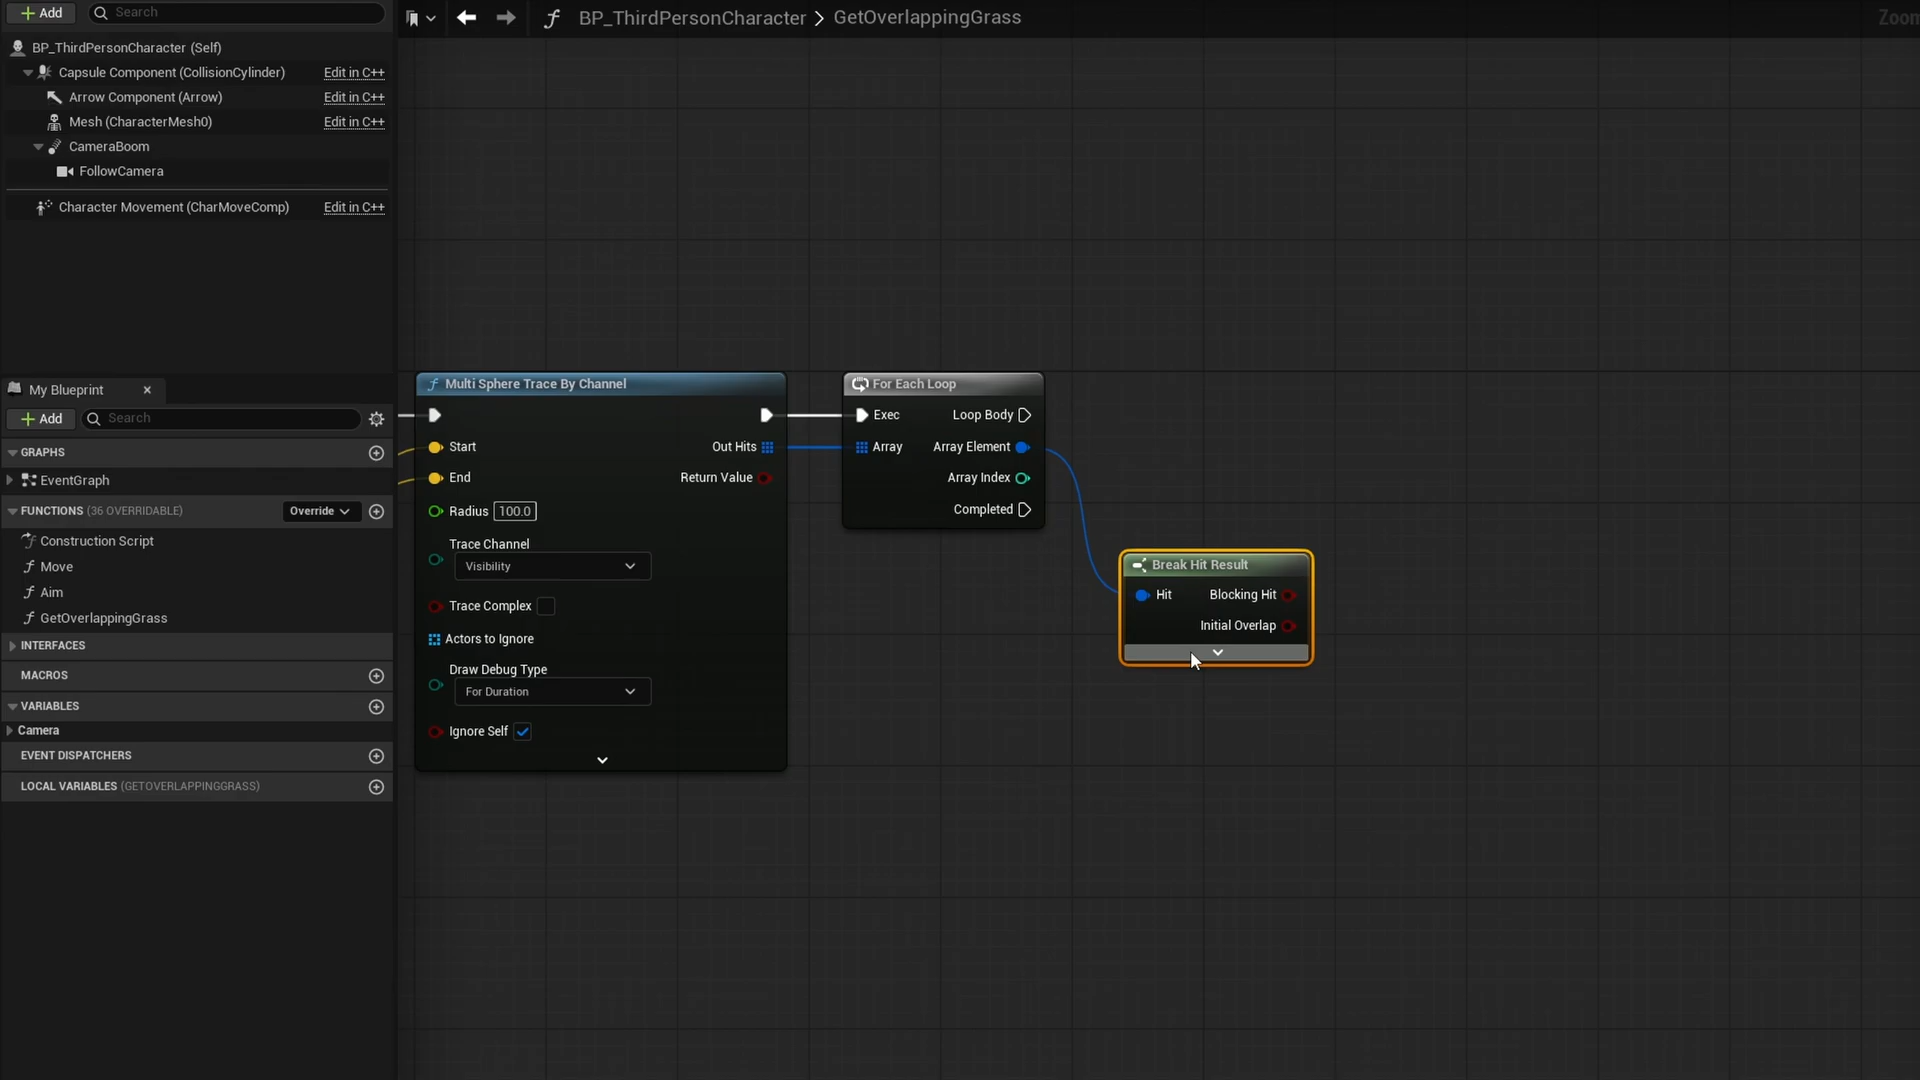 Add
Search
BP_ThirdPersonCharacter > GetOverlappingGrass
Zoom
BP_ThirdPersonCharacter (Self)
Capsule Component (CollisionCylinder) Edit in C++
Arrow Component (Arrow) Edit in C++
Mesh (CharacterMesh0) Edit in C++
CameraBoom
FollowCamera
Character Movement (CharMoveComp) Edit in C++
My Blueprint
Add
Search
GRAPHS
EventGraph
FUNCTIONS (36 OVERRIDABLE) Override
Construction Script
Move
Aim
GetOverlappingGrass
INTERFACES
MACROS
VARIABLES
Camera
EVENT DISPATCHERS
LOCAL VARIABLES (GETOVERLAPPINGGRASS)
Multi Sphere Trace By Channel
Start
Out Hits
End
Return Value
Radius 100.0
Trace Channel
Visibility
Trace Complex
Actors to Ignore
Draw Debug Type
For Duration
Ignore Self
For Each Loop
Exec Loop Body
Array Array Element
Array Index
Completed
Break Hit Result
Hit Blocking Hit
Initial Overlap